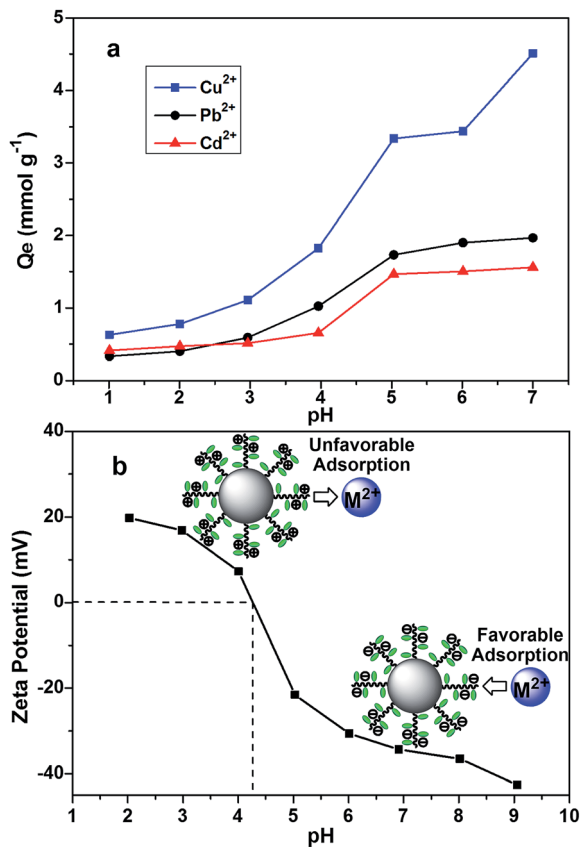 a
Cu2+
Pb2+
Cd2+
Qe (mmol g-1)
5
4
3
2
1
0
1 2 3 4 5 6 7
pH
b
Unfavorable
Adsorption
M2+
Favorable
Adsorption
M2+
Zeta Potential (mV)
40
20
0
-20
-40
1 2 3 4 5 6 7 8 9 10
pH